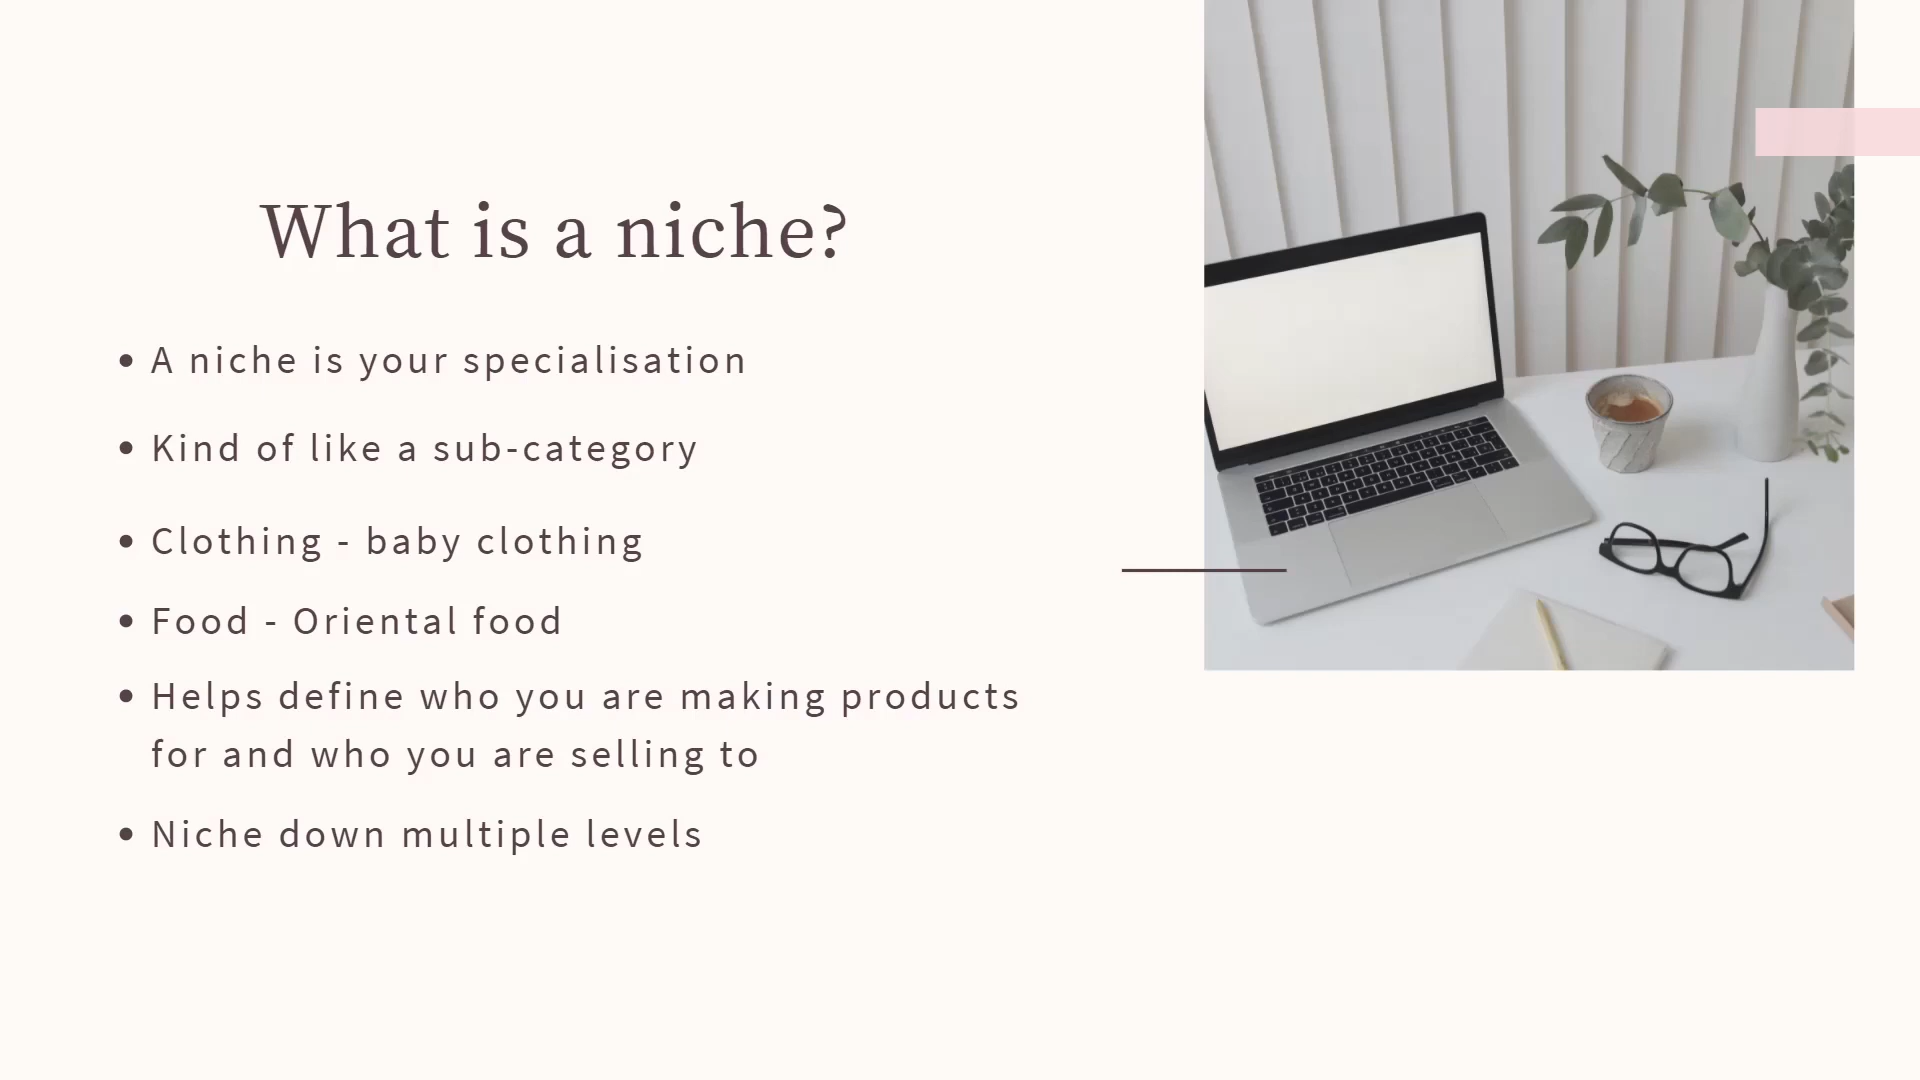 What is a niche?
• A niche is your specialisation
• Kind of like a sub-category
• Clothing - baby clothing
• Food - Oriental food
• Helps define who you are making products
for and who you are selling to
• Niche down multiple levels